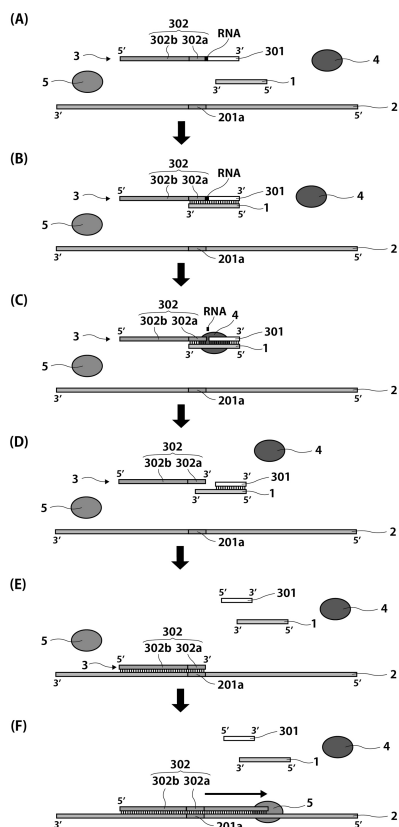 (A)
302
302b 302a RNA
5′ 3′ 301
3
4
5
3′ 5′ 1
3′ 201a 5′ 2
(B)
302
302b 302a RNA
5′ 3′ 301
3
4
5
3′ 5′ 1
3′ 201a 5′ 2
(C)
302 RNA
302b 302a 4
5′ 3′ 301
3
3′ 5′ 1
5
3′ 201a 5′ 2
(D)
302
302b 302a
4
5′ 3′ 301
3
3′ 5′ 1
5
3′ 201a 5′ 2
(E)
5′ 3′ 301
302
5 302b 302a 4
3′ 5′ 1
3 5′ 3′
3′ 201a 5′ 2
(F)
5′ 3′ 301
4
302 3′ 5′ 1
302b 302a
5′ 5
3′ 201a 5′ 2